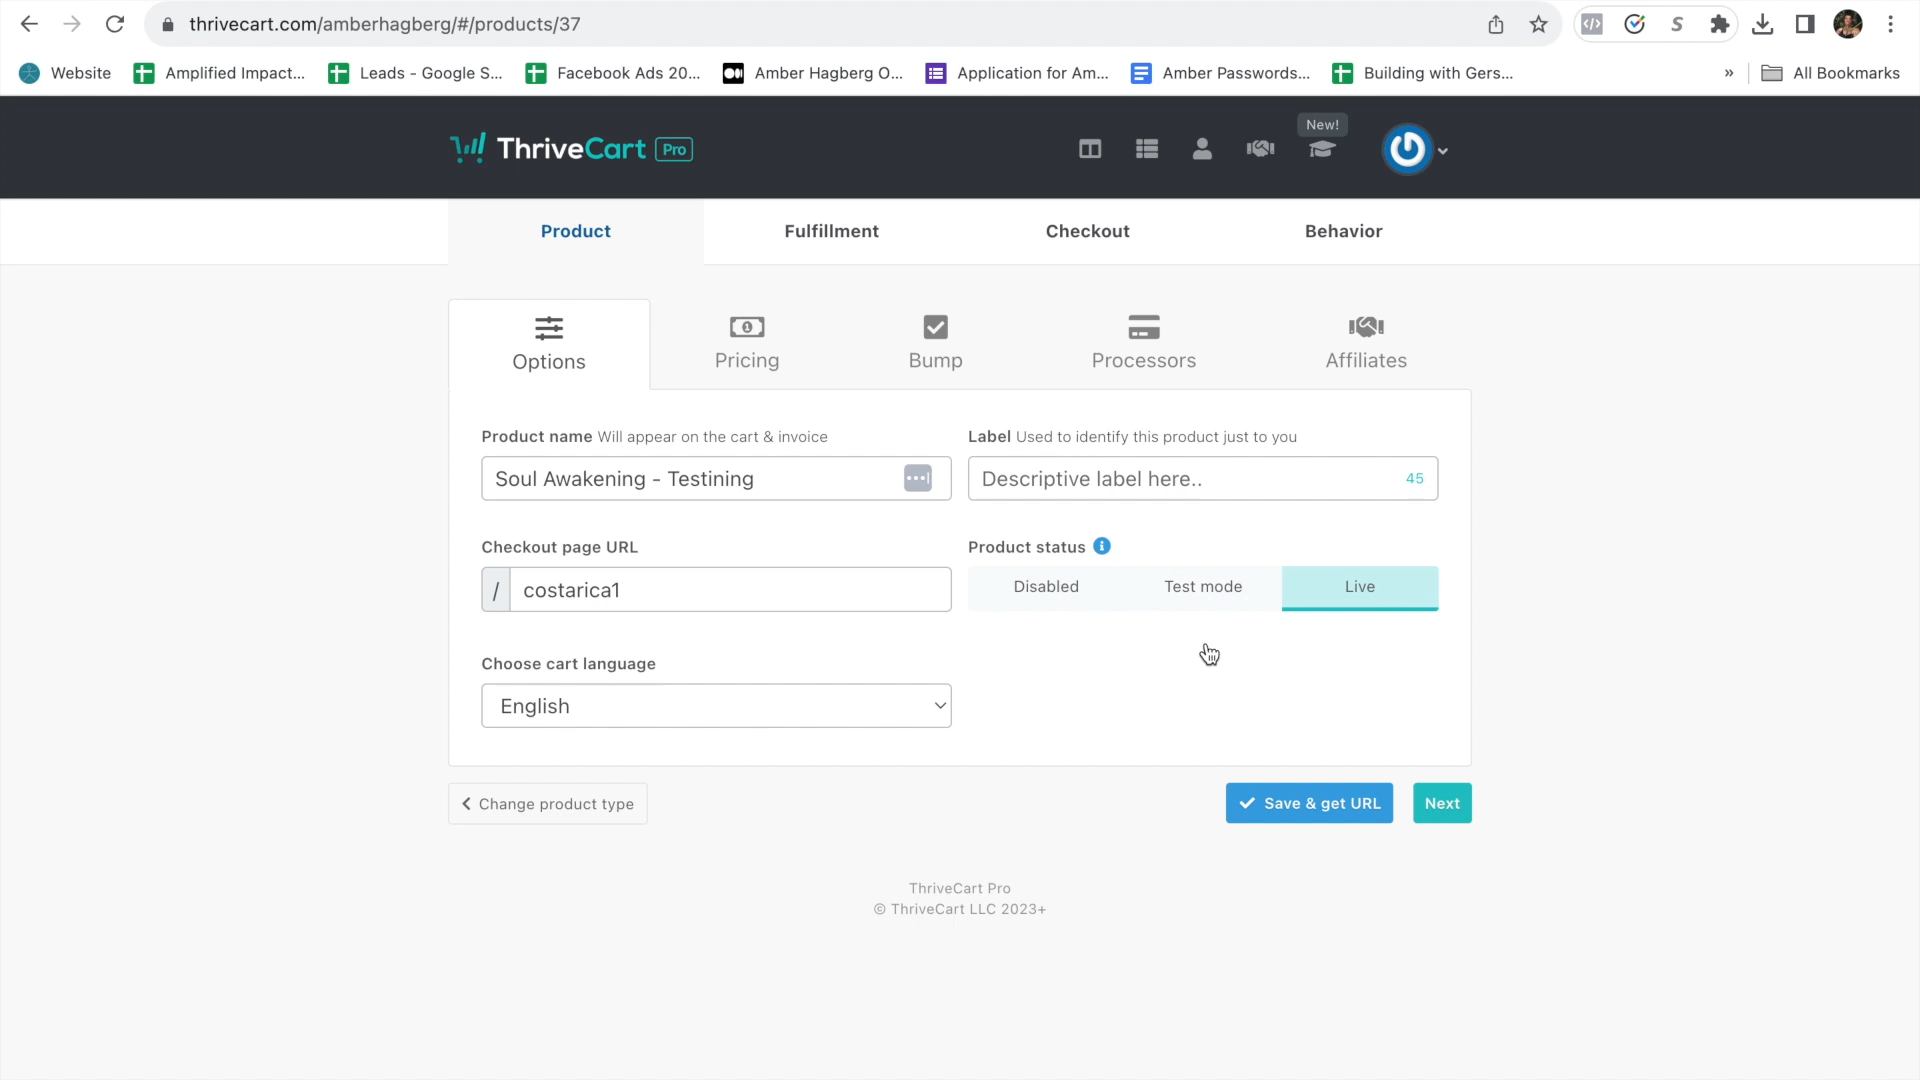 thrivecart.com/amberhagberg/#/products/37
Website Amplified Impact... Leads - Google S... Facebook Ads 20... Amber Hagberg O... Application for Am... Amber Passwords... Building with Gers... » All Bookmarks
ThriveCart Pro New!
Product Fulfillment Checkout Behavior
Options Pricing Bump Processors Affiliates
Product name Will appear on the cart & invoice
Label Used to identify this product just to you
Soul Awakening - Testining
Descriptive label here.. 45
Checkout page URL
Product status
/ costarica1
Disabled Test mode Live
Choose cart language
English
Change product type
Save & get URL Next
ThriveCart Pro
© ThriveCart LLC 2023+